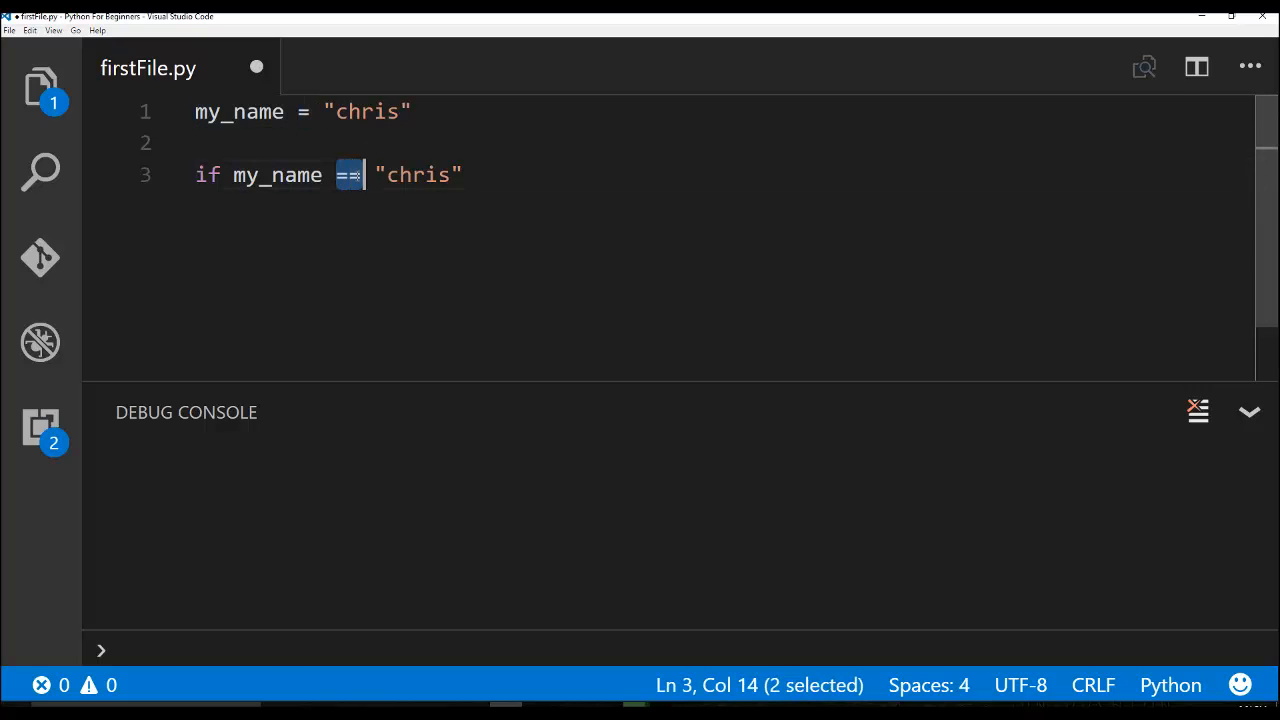 ● firstFile.py - Python For Beginners - Visual Studio Code
File Edit View Go Help
firstFile.py
1 my_name = "chris"
2
3 if my_name == "chris"
1
2
DEBUG CONSOLE
0 0 Ln 3, Col 14 (2 selected) Spaces: 4 UTF-8 CRLF Python